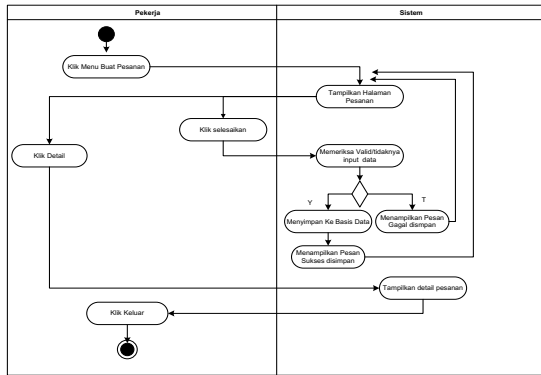 Pekerja
Sistem
Klik Menu Buat Pesanan
Tampilkan Halaman
Pesanan
Klik selesaikan
Klik Detail
Memeriksa Valid/tidaknya
input data
Y
T
Menyimpan Ke Basis Data
Menampilkan Pesan
Gagal dismpan
Menampilkan Pesan
Sukses disimpan
Tampilkan detail pesanan
Klik Keluar